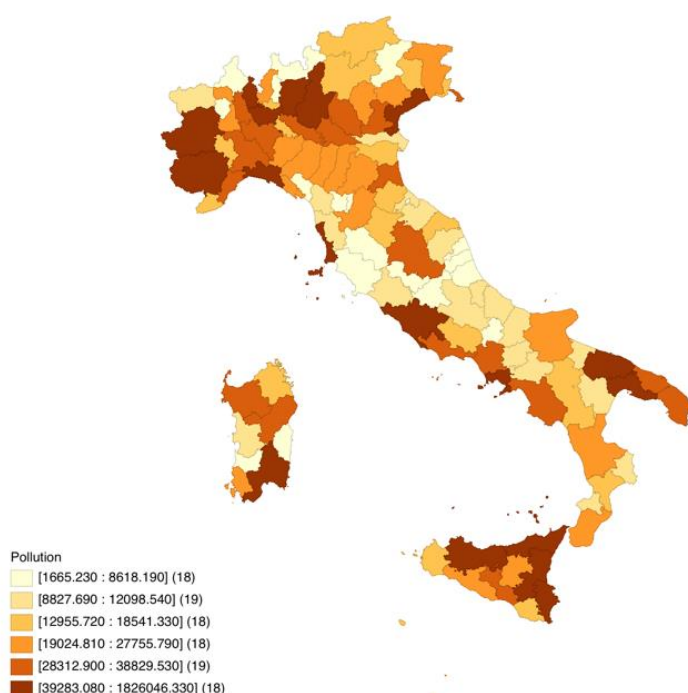 Pollution
[1665.230 : 8618.190] (18)
[8827.690 : 12098.540] (19)
[12955.720 : 18541.330] (18)
[19024.810 : 27755.790] (18)
[28312.900 : 38829.530] (19)
[39283.080 : 1826046.330] (18)